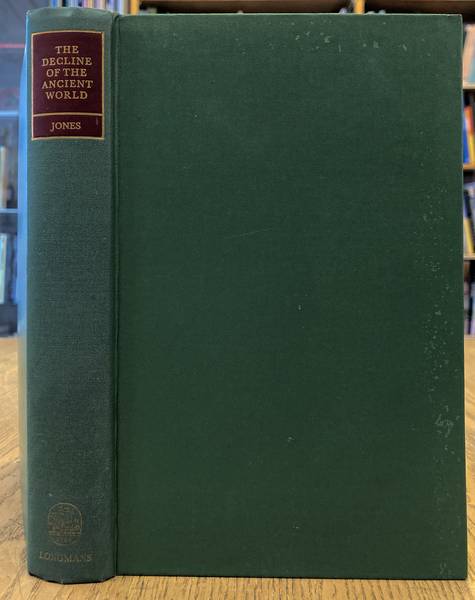 THE
DECLINE
OF THE
ANCIENT
WORLD
JONES
LONGMANS